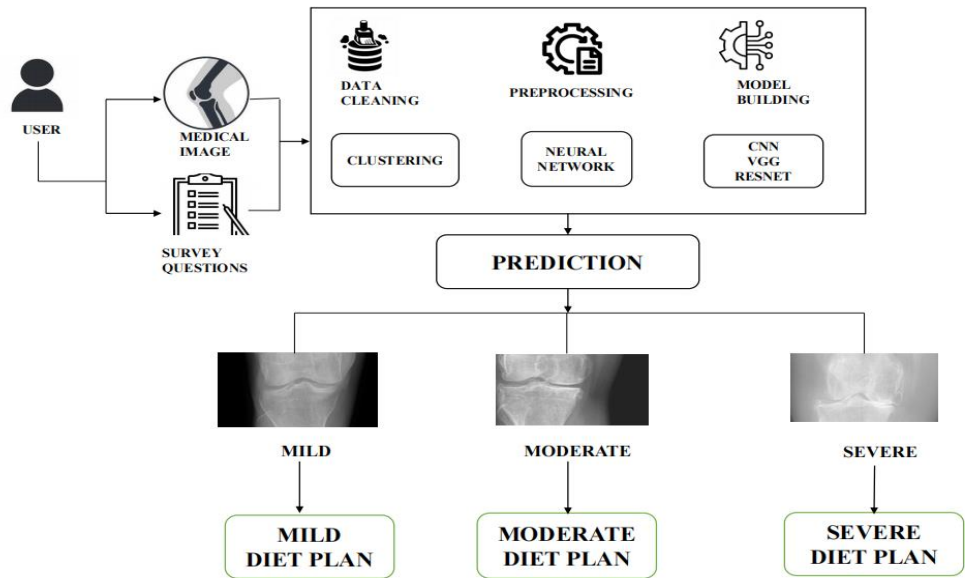 USER
MEDICAL
IMAGE
SURVEY
QUESTIONS
DATA
CLEANING
PREPROCESSING
MODEL
BUILDING
CLUSTERING
NEURAL
NETWORK
CNN
VGG
RESNET
PREDICTION
MILD
MODERATE
SEVERE
MILD
DIET PLAN
MODERATE
DIET PLAN
SEVERE
DIET PLAN